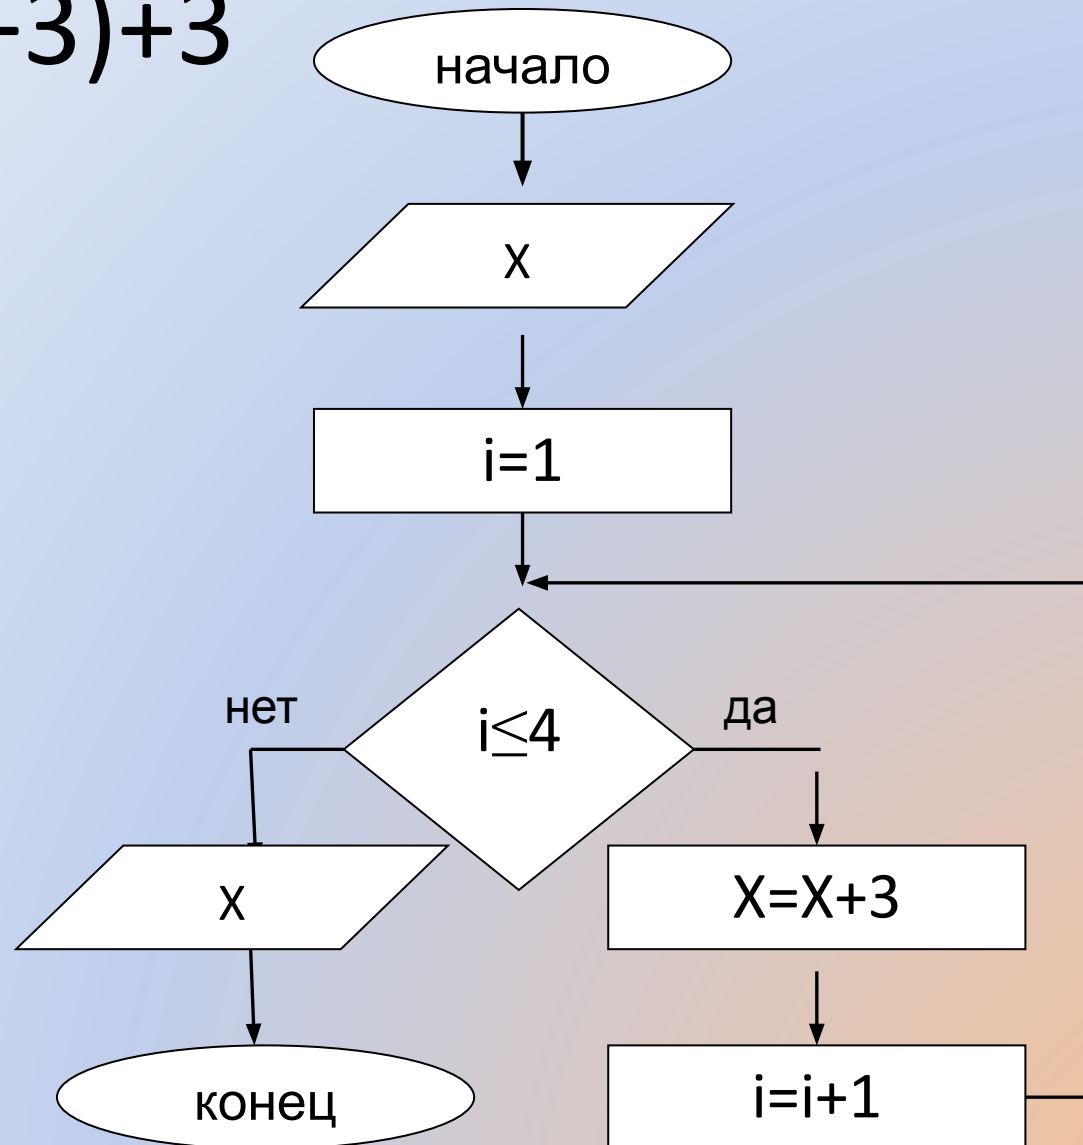 +3)+3
начало
X
i=1
i≤4
нет
да
X
X=X+3
конец
i=i+1